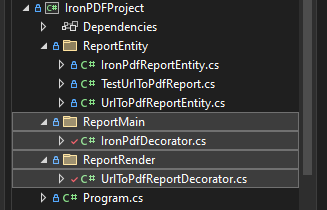 IronPDFProject
Dependencies
ReportEntity
C# IronPdfReportEntity.cs
C# TestUrlToPdfReport.cs
C# UrlToPdfReportEntity.cs
ReportMain
C# IronPdfDecorator.cs
ReportRender
C# UrlToPdfReportDecorator.cs
C# Program.cs